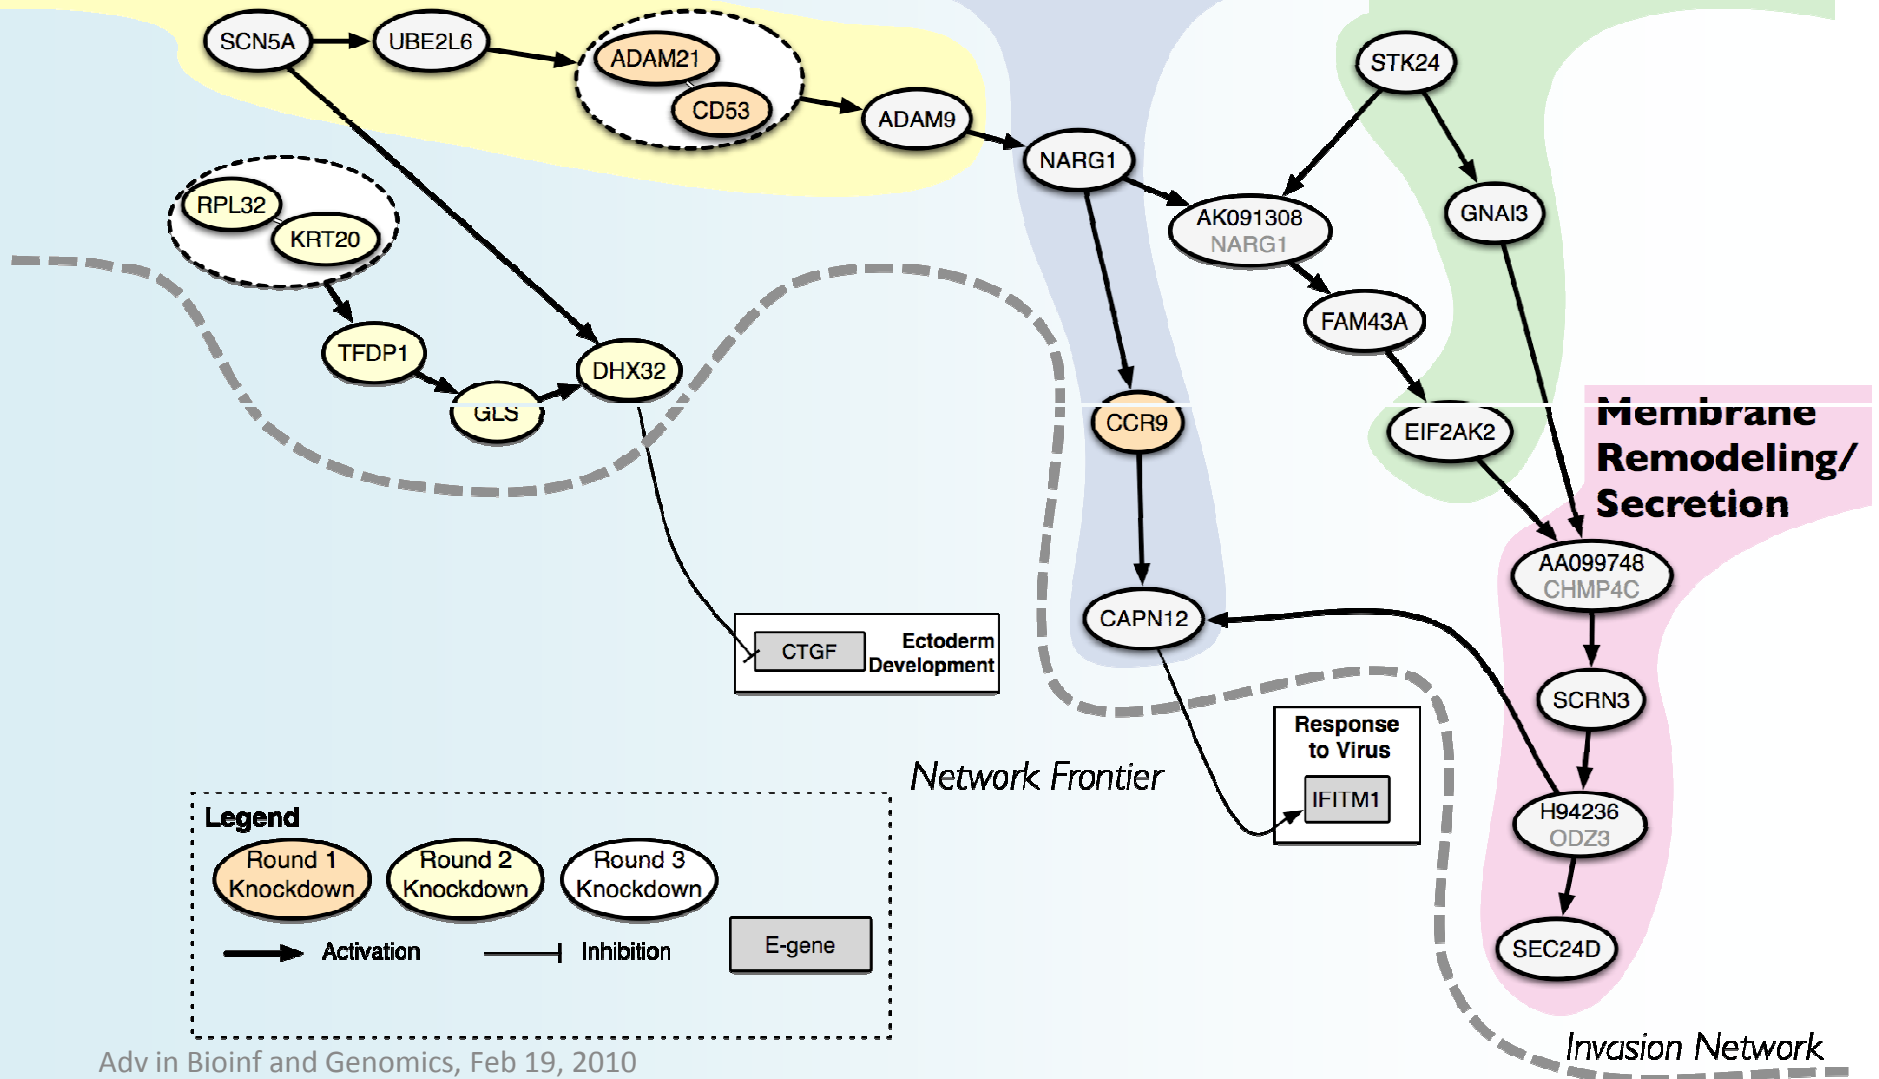 SCN5A
UBE2L6
ADAM21
CD53
ADAM9
NARG1
STK24
RPL32
KRT20
AK091308
NARG1
GNAI3
TFDP1
GLS
DHX32
FAM43A
CCR9
EIF2AK2
Membrane
Remodeling/
Secretion
AA099748
CHMP4C
CAPN12
CTGF
Ectoderm
Development
SCRN3
Response
to Virus
IFITM1
Network Frontier
H94236
ODZ3
SEC24D
Legend
Round 1
Knockdown
Round 2
Knockdown
Round 3
Knockdown
Activation
Inhibition
E-gene
Invasion Network
Adv in Bioinf and Genomics, Feb 19, 2010